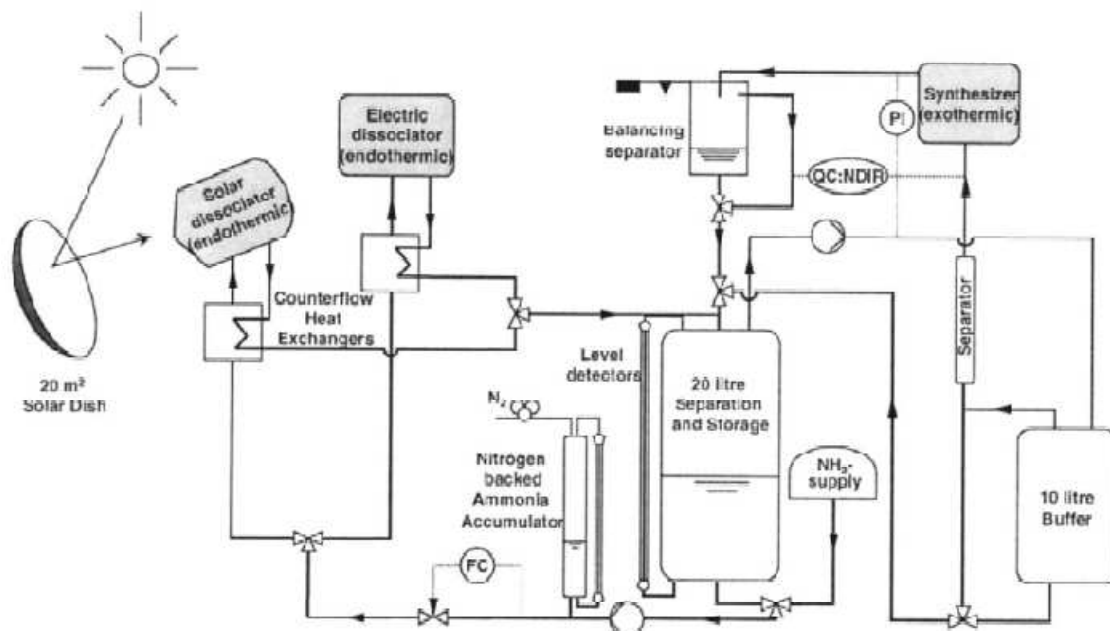 Electric
dissociator
(endothermic)
Solar
dissociator
(endothermic)
Counterflow
Heat
Exchangers
20 m²
Solar Dish
Balancing
separator
PI
Synthesizer
(exothermic)
QC:NDIR
Separator
Level
detectors
20 litre
Separation
and Storage
N₂
Nitrogen
backed
Ammonia
Accumulator
NH₃-
supply
10 litre
Buffer
FC